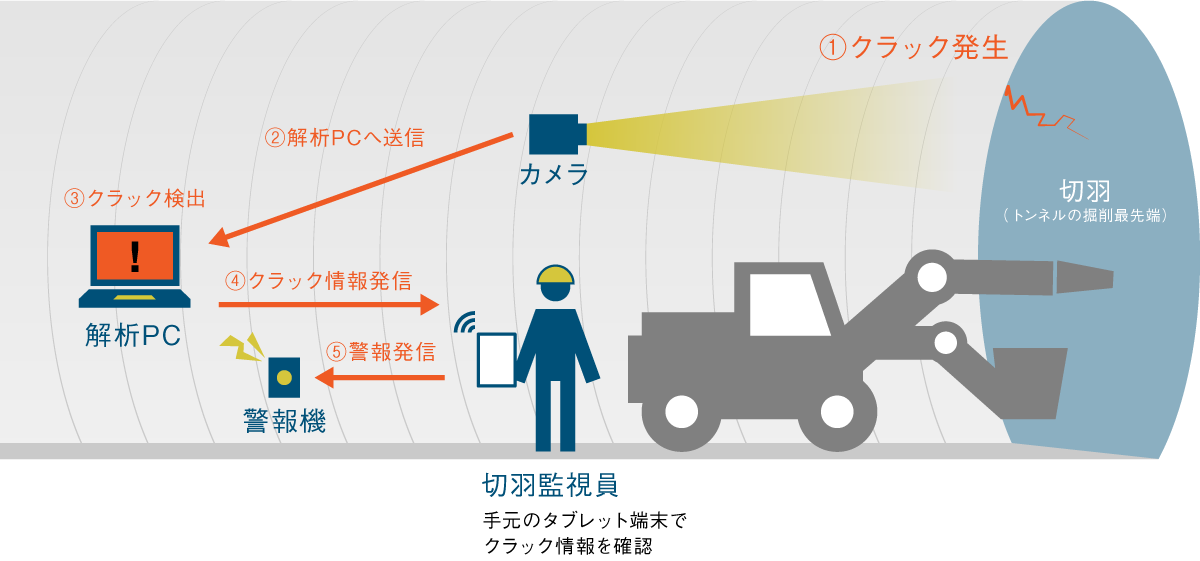 ①クラック発生
②解析PCへ送信
カメラ
切羽
（トンネルの掘削最先端）
③クラック検出
!
④クラック情報発信
解析PC
⑤警報発信
警報機
切羽監視員
手元のタブレット端末で
クラック情報を確認